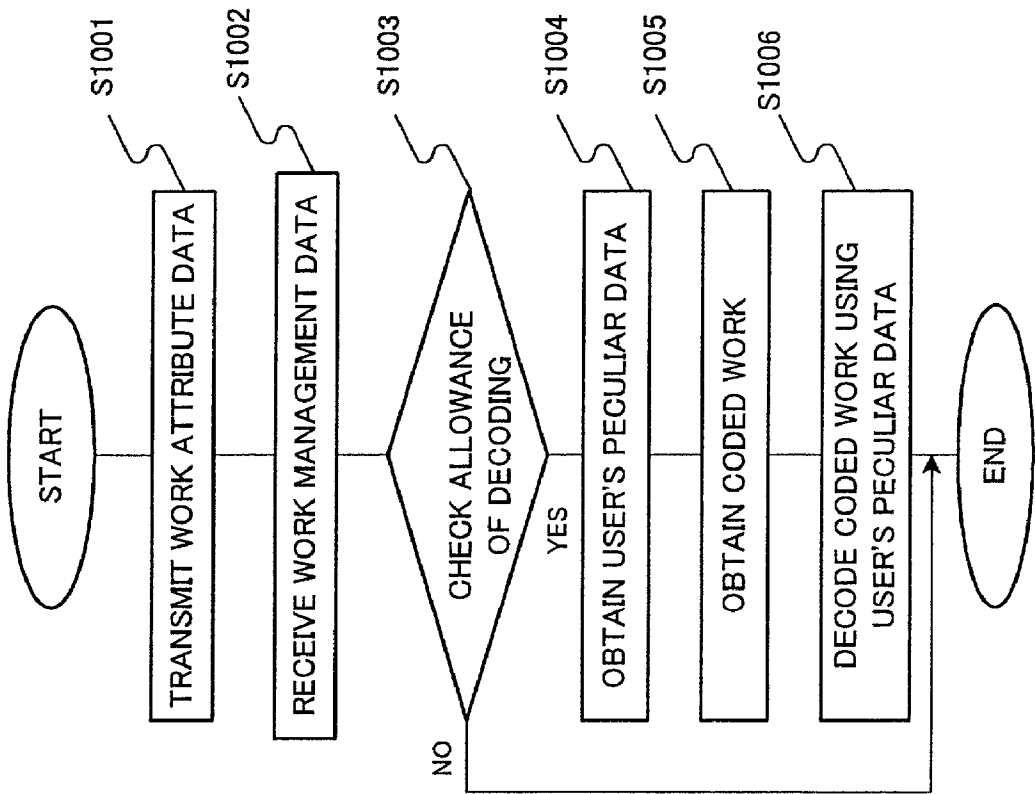 START
TRANSMIT WORK ATTRIBUTE DATA
S1001
RECEIVE WORK MANAGEMENT DATA
S1002
CHECK ALLOWANCE
OF DECODING
S1003
NO
YES
OBTAIN USER'S PECULIAR DATA
S1004
OBTAIN CODED WORK
S1005
DECODE CODED WORK USING
USER'S PECULIAR DATA
S1006
END